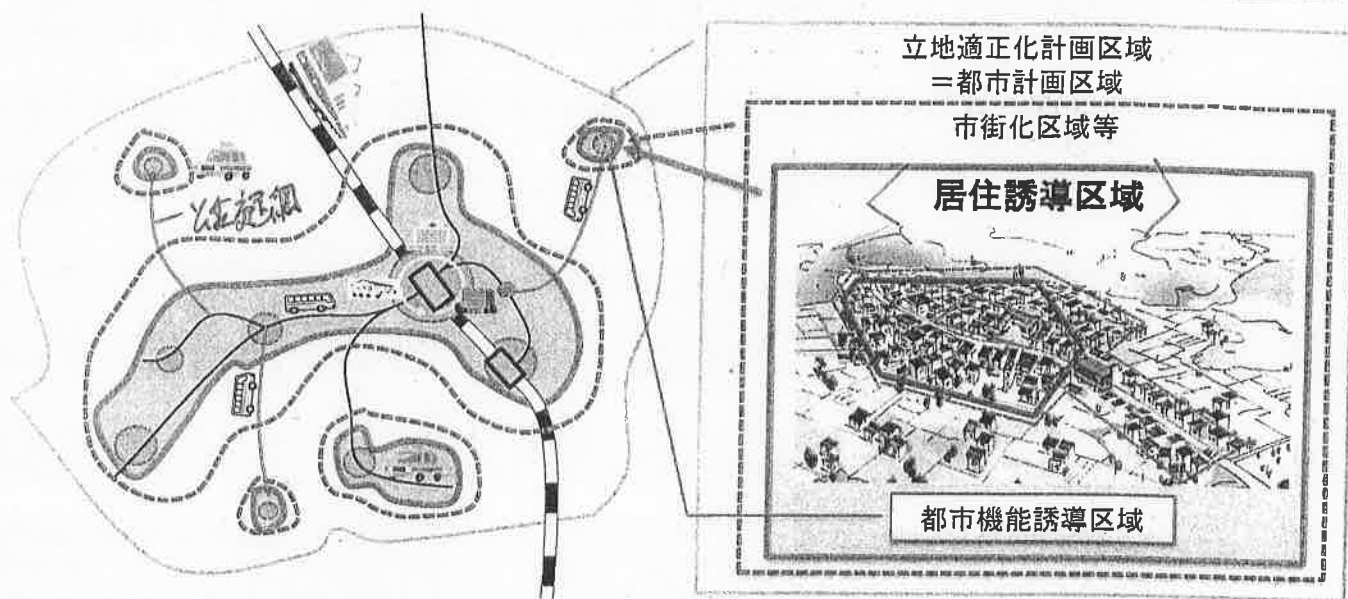 立地適正化計画区域
＝都市計画区域
市街化区域等
居住誘導区域
都市機能誘導区域